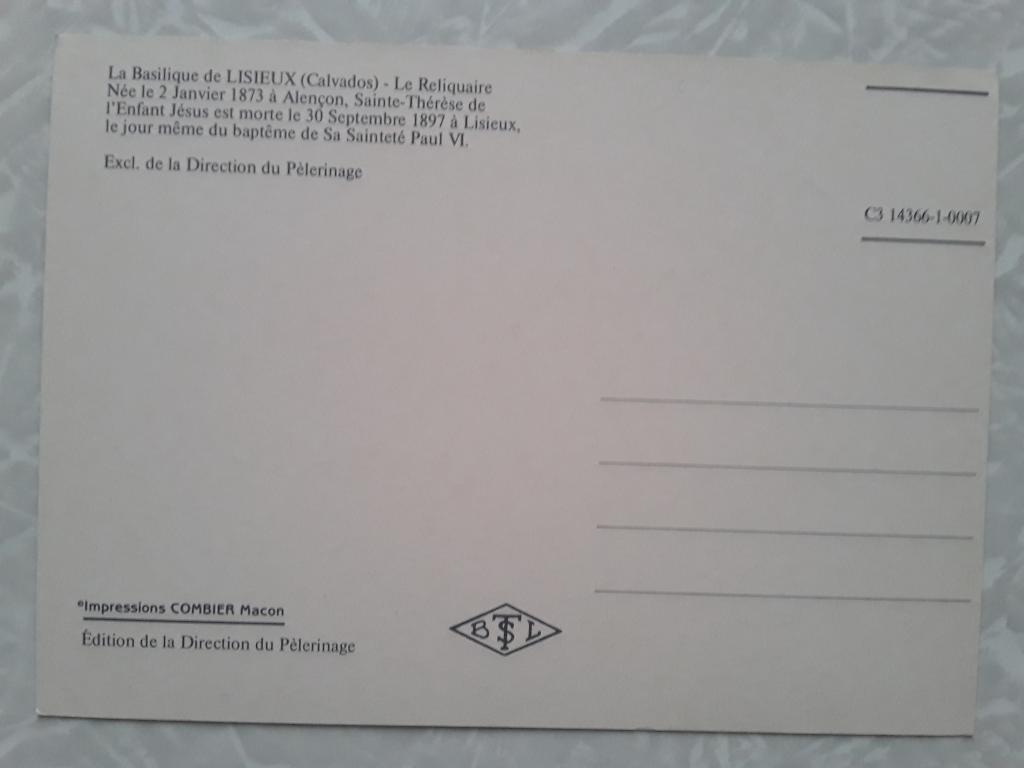 La Basilique de LISIEUX (Calvados) - Le Reliquaire
Née le 2 Janvier 1873 à Alençon, Sainte-Thérèse de
l'Enfant Jésus est morte le 30 Septembre 1897 à Lisieux,
le jour même du baptême de Sa Sainteté Paul VI.
Excl. de la Direction du Pèlerinage
C3 14366-1-0007
©Impressions COMBIER Macon
Édition de la Direction du Pèlerinage
B T S L